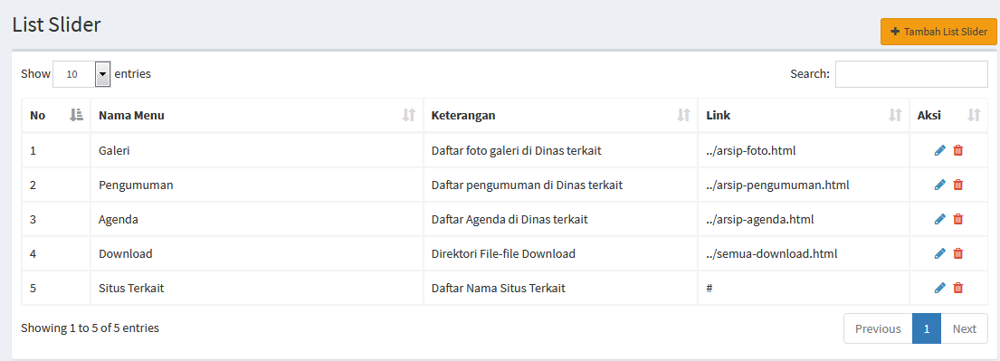 List Slider
Tambah List Slider
Show 10 entries Search:
No Nama Menu Keterangan Link Aksi
1 Galeri Daftar foto galeri di Dinas terkait ../arsip-foto.html
2 Pengumuman Daftar pengumuman di Dinas terkait ../arsip-pengumuman.html
3 Agenda Daftar Agenda di Dinas terkait ../arsip-agenda.html
4 Download Direktori File-file Download ../semua-download.html
5 Situs Terkait Daftar Nama Situs Terkait #
Showing 1 to 5 of 5 entries Previous 1 Next